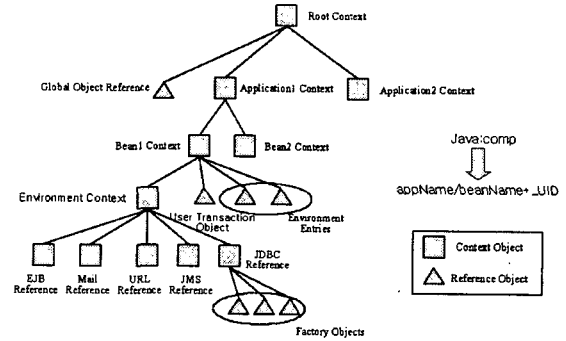 Root Context
Global Object Reference
Application1 Context
Application2 Context
Bean1 Context
Bean2 Context
Java:comp
appName/beanName+_UID
Environment Context
User Transaction
Object
Environment
Entries
EJB
Reference
Mail
Reference
URL
Reference
JMS
Reference
JDBC
Reference
Factory Objects
Context Object
Reference Object